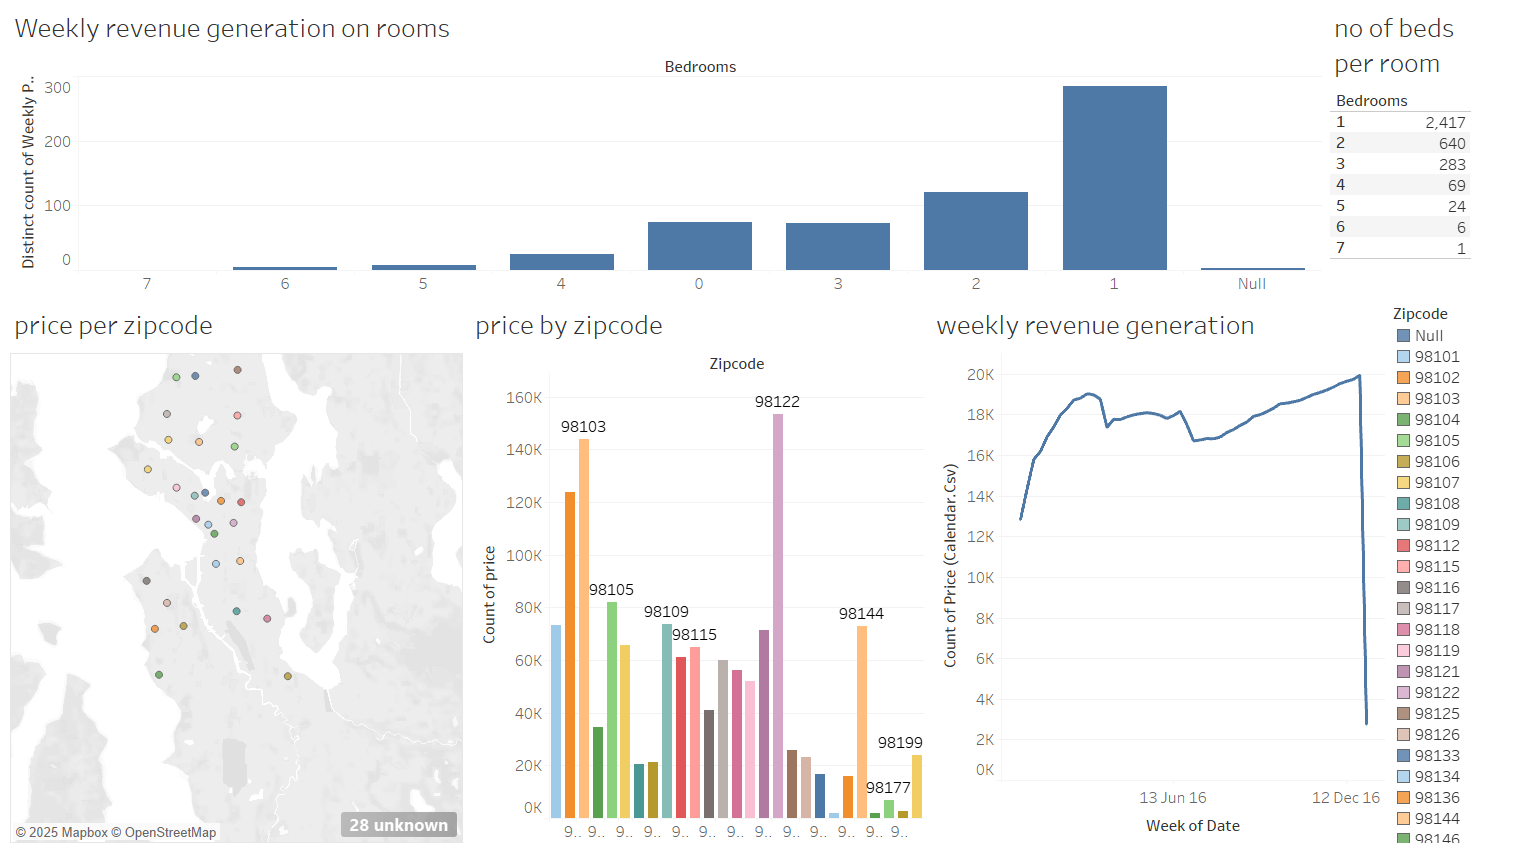 Weekly revenue generation on rooms
Bedrooms
Distinct count of Weekly P..
300
200
100
0
7 6 5 4 0 3 2 1 Null
no of beds
per room
Bedrooms
1 2,417
2 640
3 283
4 69
5 24
6 6
7 1
price per zipcode
© 2025 Mapbox © OpenStreetMap
28 unknown
price by zipcode
Zipcode
Count of price
160K
140K
120K
100K
80K
60K
40K
20K
0K
98122
98103
98105
98109
98144
98115
98199
98177
9.. 9.. 9.. 9.. 9.. 9.. 9.. 9.. 9.. 9.. 9.. 9.. 9..
weekly revenue generation
Count of Price (Calendar.Csv)
20K
18K
16K
14K
12K
10K
8K
6K
4K
2K
0K
13 Jun 16 12 Dec 16
Week of Date
Zipcode
Null
98101
98102
98103
98104
98105
98106
98107
98108
98109
98112
98115
98116
98117
98118
98119
98121
98122
98125
98126
98133
98134
98136
98144
98146